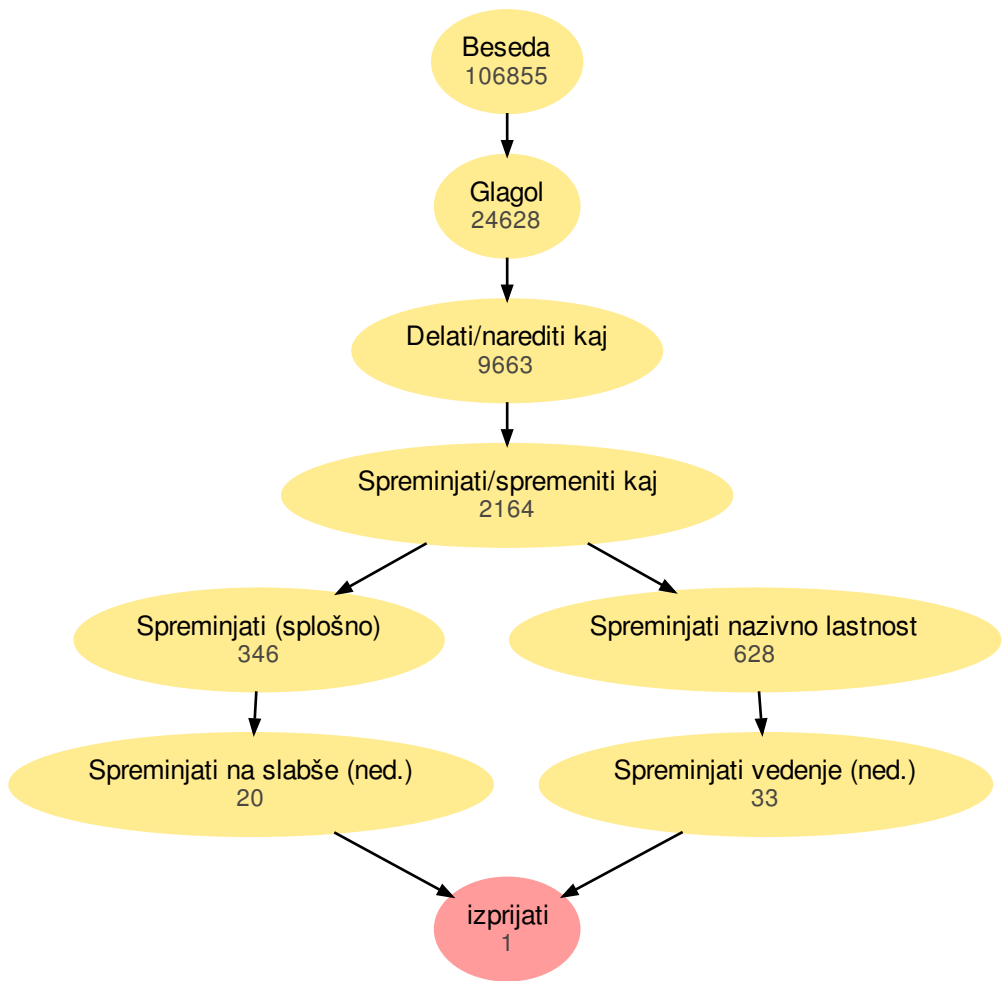 Beseda
106855
Glagol
24628
Delati/narediti kaj
9663
Spreminjati/spremeniti kaj
2164
Spreminjati (splošno)
346
Spreminjati nazivno lastnost
628
Spreminjati na slabše (ned.)
20
Spreminjati vedenje (ned.)
33
izprijati
1